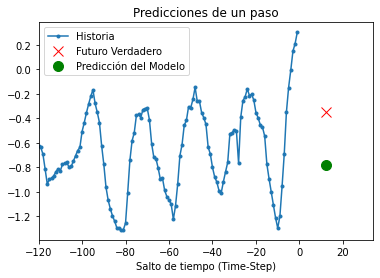 Predicciones de un paso
Historia
Futuro Verdadero
Predicción del Modelo
0.4
0.2
0.0
−0.2
−0.4
−0.6
−0.8
−1.0
−1.2
−120 −100 −80 −60 −40 −20 0 20
Salto de tiempo (Time-Step)